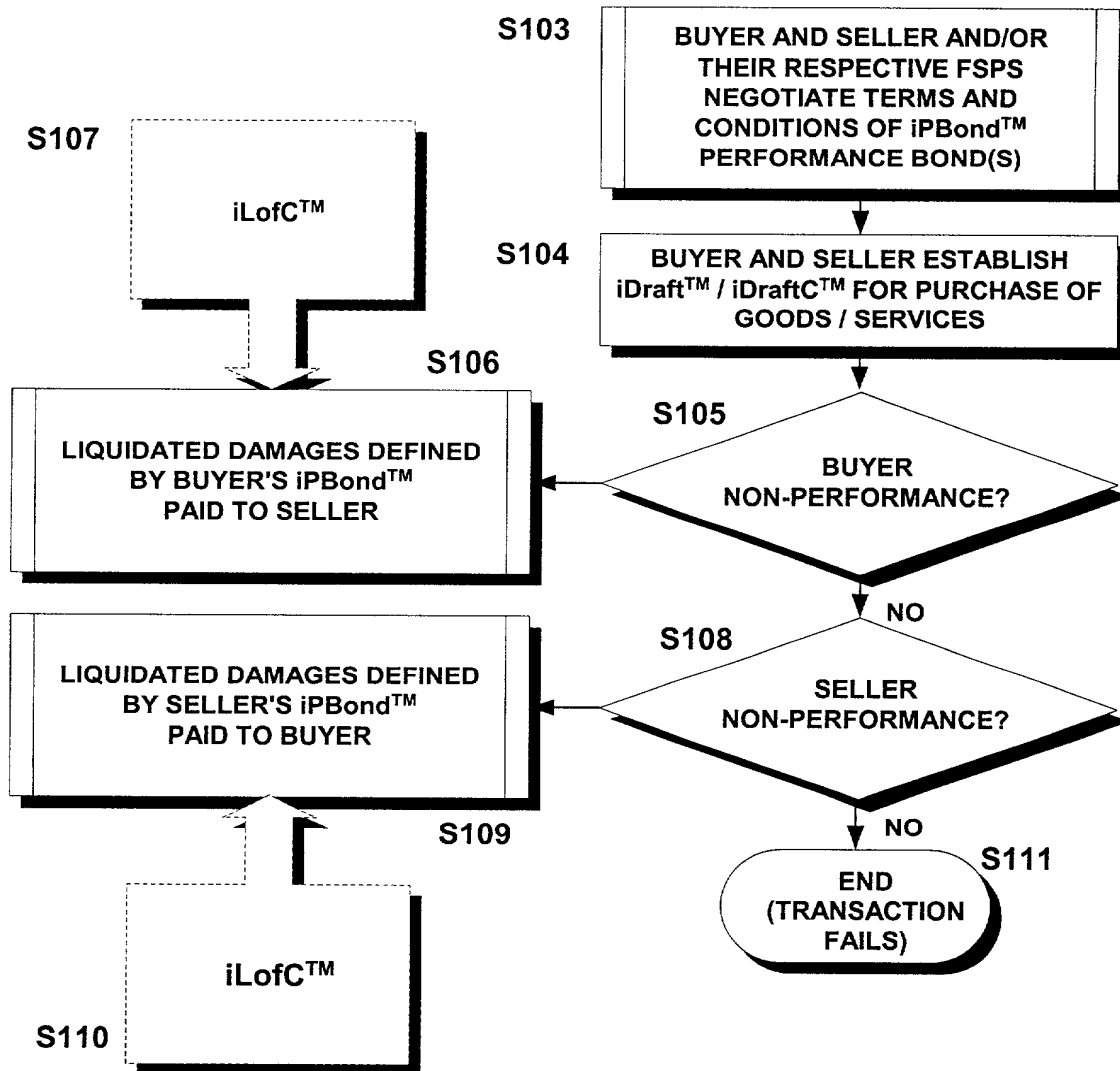 S103
BUYER AND SELLER AND/OR
THEIR RESPECTIVE FSPS
NEGOTIATE TERMS AND
CONDITIONS OF iPBond™
PERFORMANCE BOND(S)
S107
iLofC™
S104
BUYER AND SELLER ESTABLISH
iDraft™ / iDraftC™ FOR PURCHASE OF
GOODS / SERVICES
S106
LIQUIDATED DAMAGES DEFINED
BY BUYER'S iPBond™
PAID TO SELLER
S105
BUYER
NON-PERFORMANCE?
NO
S108
SELLER
NON-PERFORMANCE?
LIQUIDATED DAMAGES DEFINED
BY SELLER'S iPBond™
PAID TO BUYER
S109
NO
S111
END
(TRANSACTION
FAILS)
iLofC™
S110